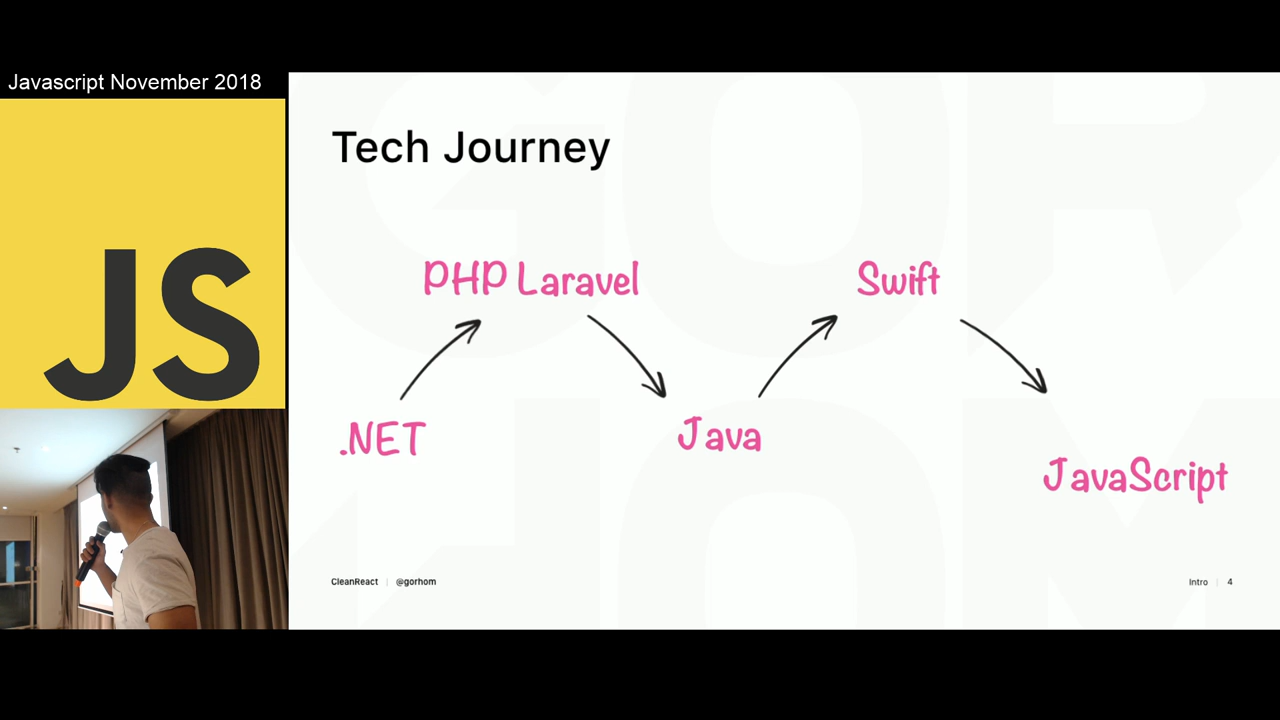 Javascript November 2018
JS
Tech Journey
PHP Laravel
Swift
.NET
Java
JavaScript
CleanReact | @gorhom
Intro | 4